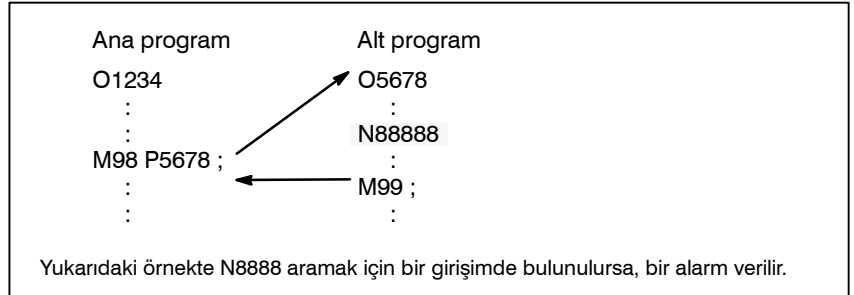 Ana program Alt program
O1234 O5678
: :
: N88888
M98 P5678 ; :
: M99 ;
: :
Yukarıdaki örnekte N8888 aramak için bir girişimde bulunulursa, bir alarm verilir.